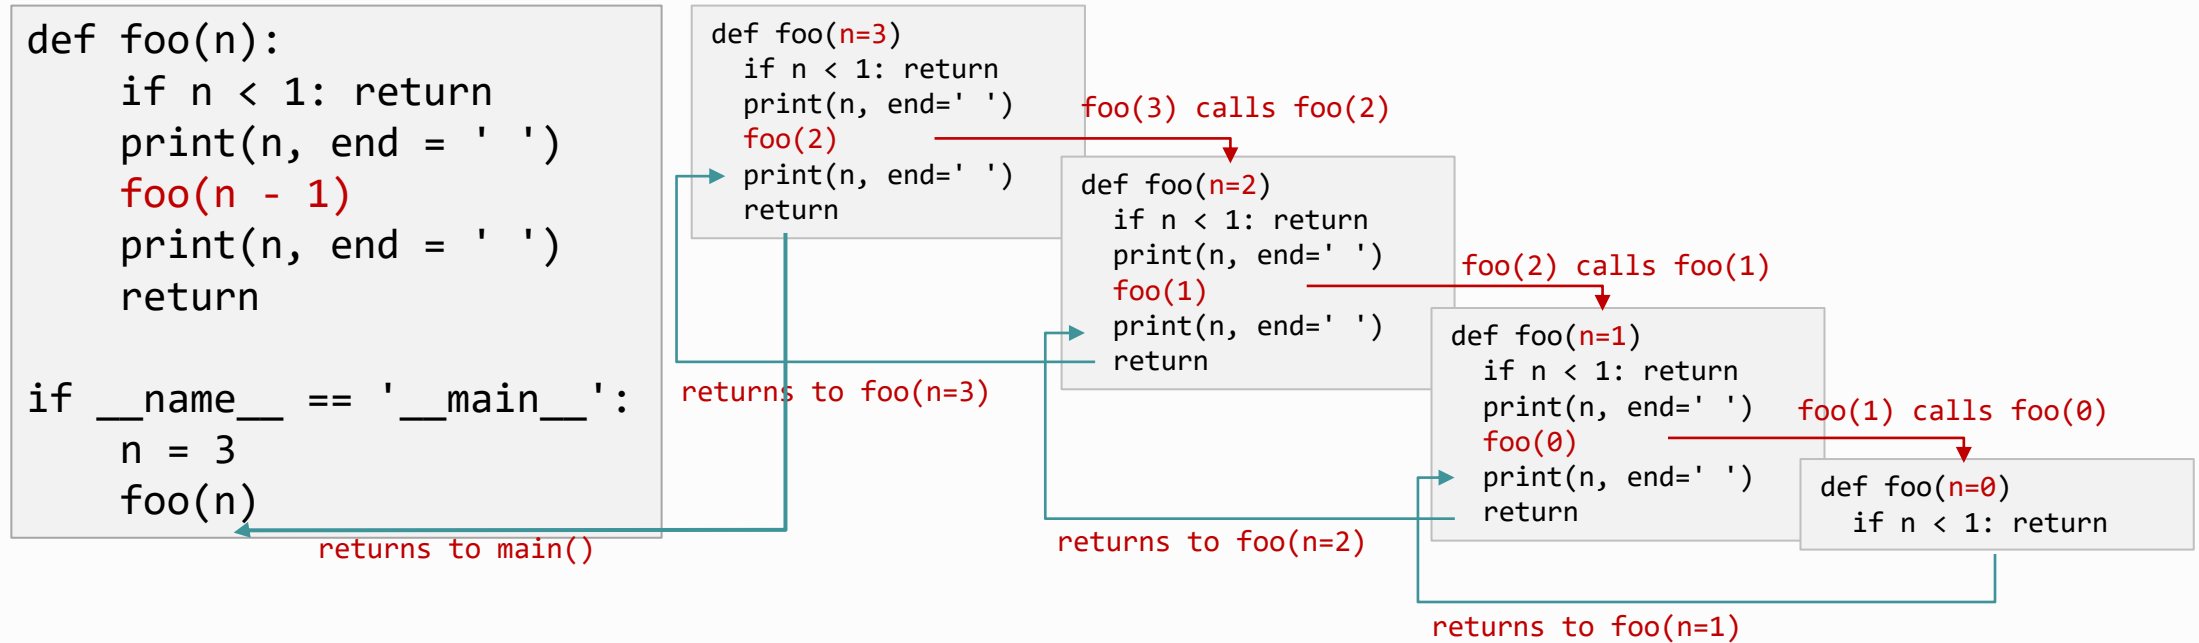 def foo(n):
    if n < 1: return
    print(n, end = ' ')
    foo(n - 1)
    print(n, end = ' ')
    return

if __name__ == '__main__':
    n = 3
    foo(n)
returns to main()
def foo(n=3)
  if n < 1: return
  print(n, end=' ')
  foo(2)
  print(n, end=' ')
  return
foo(3) calls foo(2)
returns to foo(n=3)
def foo(n=2)
  if n < 1: return
  print(n, end=' ')
  foo(1)
  print(n, end=' ')
  return
foo(2) calls foo(1)
returns to foo(n=2)
def foo(n=1)
  if n < 1: return
  print(n, end=' ')
  foo(0)
  print(n, end=' ')
  return
foo(1) calls foo(0)
def foo(n=0)
  if n < 1: return
returns to foo(n=1)